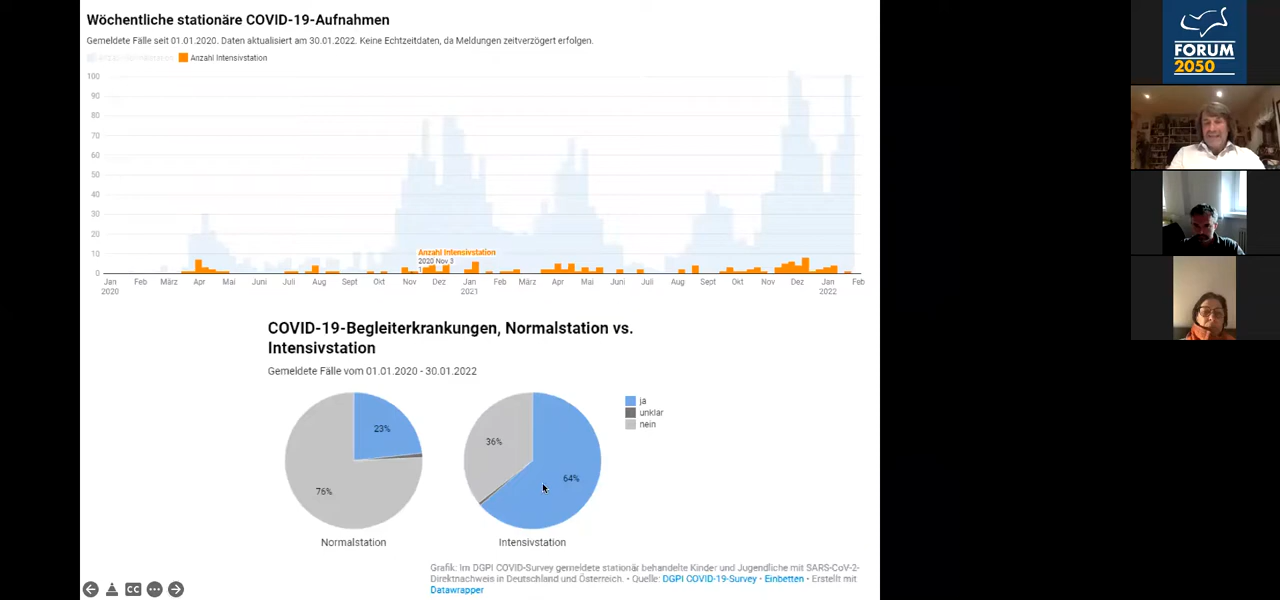 Wöchentliche stationäre COVID-19-Aufnahmen
Gemeldete Fälle seit 01.01.2020. Daten aktualisiert am 30.01.2022. Keine Echtzeitdaten, da Meldungen zeitverzögert erfolgen.
Anzahl Intensivstation
100
90
80
70
60
50
40
30
20
10
0
Anzahl Intensivstation
2020 Nov 3
1
Jan Feb März Apr Mai Juni Juli Aug Sept Okt Nov Dez Jan Feb März Apr Mai Juni Juli Aug Sept Okt Nov Dez Jan Feb
2020 2021 2022
COVID-19-Begleiterkrankungen, Normalstation vs.
Intensivstation
Gemeldete Fälle vom 01.01.2020 - 30.01.2022
ja
unklar
nein
23%
76%
36%
64%
Normalstation
Intensivstation
Grafik: Im DGPI COVID-Survey gemeldete stationär behandelte Kinder und Jugendliche mit SARS-CoV-2-
Direktnachweis in Deutschland und Österreich. • Quelle: DGPI COVID-19-Survey • Einbetten • Erstellt mit
Datawrapper
CC
FORUM
2050